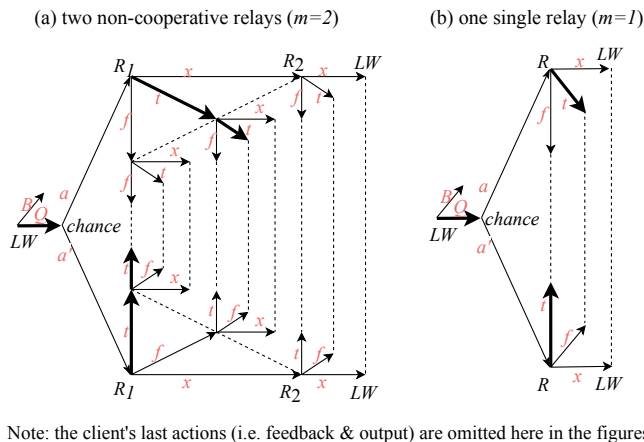 (a) two non-cooperative relays (m=2)
(b) one single relay (m=1)
R1 x R2 x LW
R x LW
t t
t
f f
f
x
f t
x
f t
a
a
B Q
B Q
chance
chance
LW
LW
a'
a'
t f x
t
f x
t f
t f
t f
R1 x R2 x LW
R x LW
Note: the client's last actions (i.e. feedback & output) are omitted here in the figures